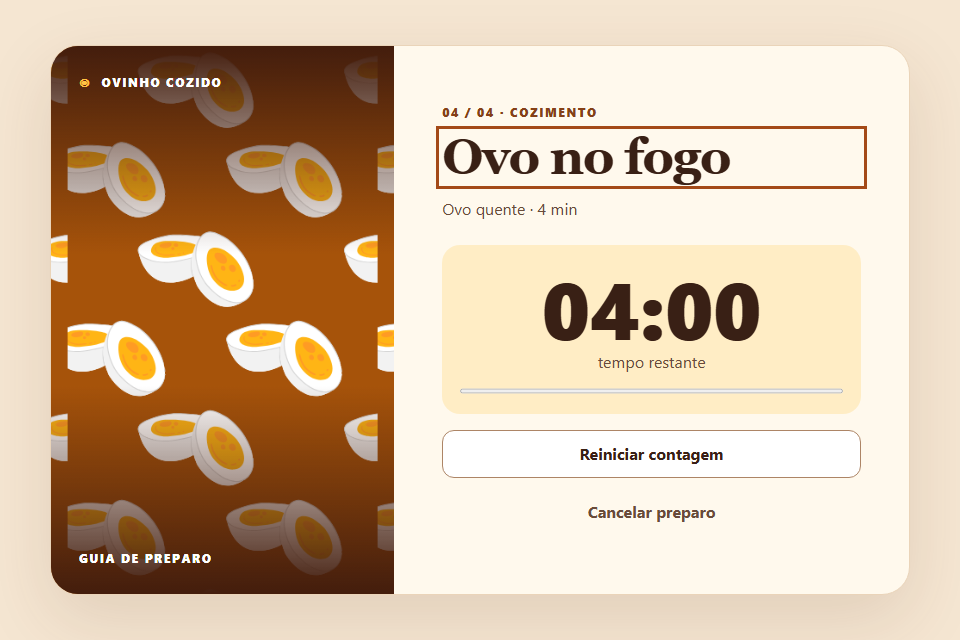 OVINHO COZIDO
GUIA DE PREPARO
04 / 04 · COZIMENTO
Ovo no fogo
Ovo quente · 4 min
04:00
tempo restante
Reiniciar contagem
Cancelar preparo